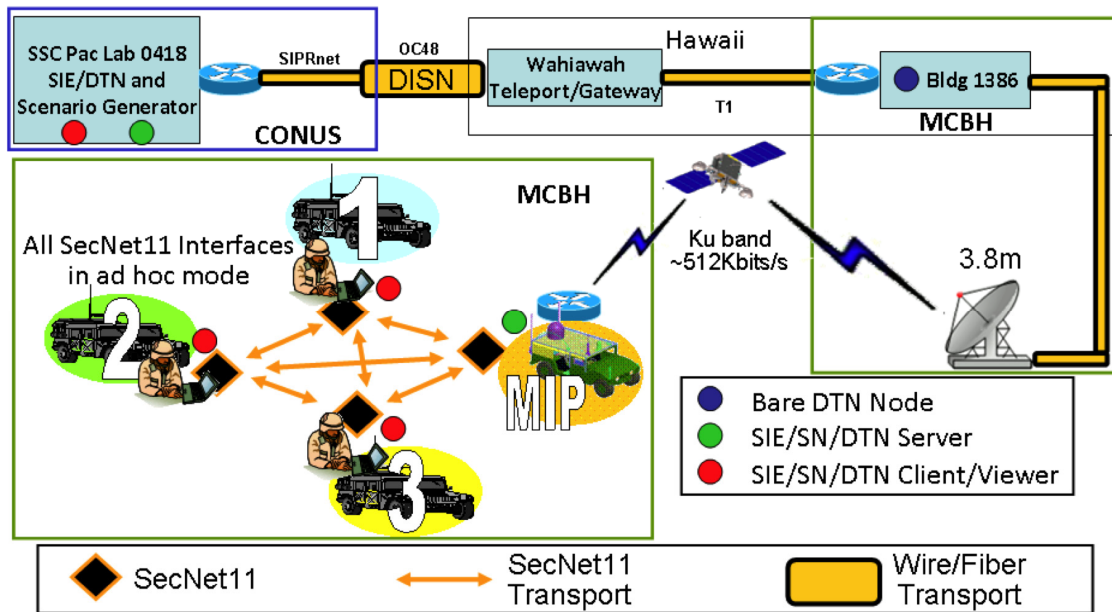 SSC Pac Lab 0418
SIE/DTN and
Scenario Generator
SIPRnet
CONUS
OC48
DISN
Hawaii
Wahiawah
Teleport/Gateway
T1
Bldg 1386
MCBH
MCBH
All SecNet11 Interfaces
in ad hoc mode
1
2
3
MIP
Ku band
~512Kbits/s
3.8m
Bare DTN Node
SIE/SN/DTN Server
SIE/SN/DTN Client/Viewer
SecNet11
SecNet11
Transport
Wire/Fiber
Transport